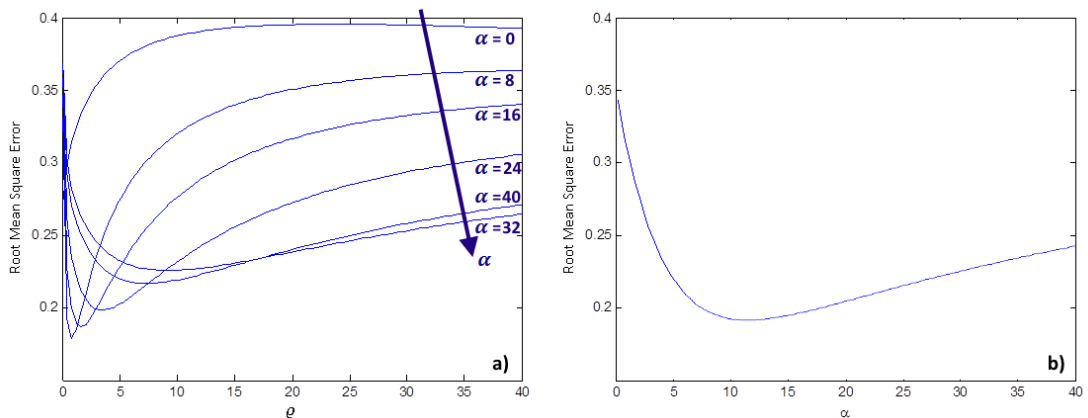 0.4
0.35
0.3
0.25
0.2
Root Mean Square Error
0
5
10
15
20
25
30
35
40
ϱ
α = 0
α = 8
α = 16
α = 24
α = 40
α = 32
α
a)
0.4
0.35
0.3
0.25
0.2
Root Mean Square Error
0
5
10
15
20
25
30
35
40
α
b)